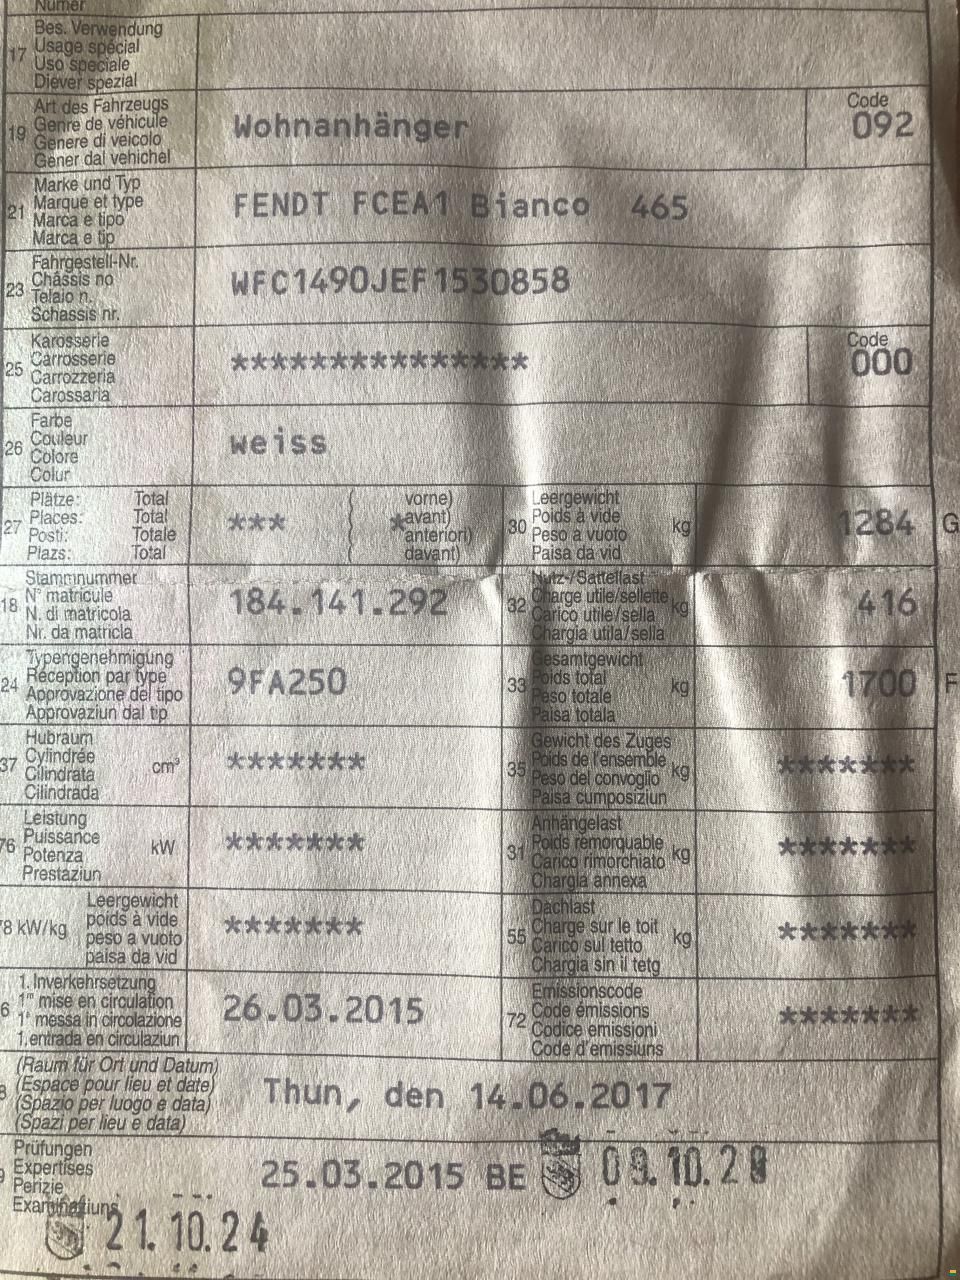 Numer
17 Bes. Verwendung
Usage spécial
Uso speciale
Diever spezial
19 Art des Fahrzeugs
Genre de véhicule
Genere di veicolo
Gener dal vehichel
Wohnanhänger
Code
092
21 Marke und Typ
Marque et type
Marca e tipo
Marca e tip
FENDT FCEA1 Bianco 465
23 Fahrgestell-Nr.
Châssis no
Telaio n.
Schassis nr.
WFC1490JEF1530858
25 Karosserie
Carrosserie
Carrozzeria
Carossaria
***************
Code
000
26 Farbe
Couleur
Colore
Colur
weiss
27 Plätze: Total
Places: Total
Posti: Totale
Plazs: Total
*** ( * vorne)
avant)
anteriori)
davant)
30 Leergewicht
Poids à vide
Peso a vuoto
Paisa da vid
kg
1284 G
18 Stammnummer
N° matricule
N. di matricola
Nr. da matricla
184.141.292
32 Nutz-/Sattellast
Charge utile/sellette
Carico utile/sella
Chargia utila/sella
kg
416
24 Typengenehmigung
Réception par type
Approvazione del tipo
Approvaziun dal tip
9FA250
33 Gesamtgewicht
Poids total
Peso totale
Paisa totala
kg
1700 F
37 Hubraum
Cylindrée
Cilindrata
Cilindrada
cm³
*******
35 Gewicht des Zuges
Poids de l'ensemble
Peso del convoglio
Paisa cumposiziun
kg
*******
76 Leistung
Puissance
Potenza
Prestaziun
kW
*******
31 Anhängelast
Poids remorquable
Carico rimorchiato
Chargia annexa
kg
*******
78 kW/kg Leergewicht
poids à vide
peso a vuoto
paisa da vid
*******
55 Dachlast
Charge sur le toit
Carico sul tetto
Chargia sin il tetg
kg
*******
6 1. Inverkehrsetzung
1re mise en circulation
1a messa in circolazione
1. entrada en circulaziun
26.03.2015
72 Emissionscode
Code émissions
Codice emissioni
Code d'emissiuns
*******
8 (Raum für Ort und Datum)
(Espace pour lieu et date)
(Spazio per luogo e data)
(Spazi per lieu e data)
Thun, den 14.06.2017
9 Prüfungen
Expertises
Perizie
Examinaziuns
25.03.2015 BE 09.10.
21.10.24